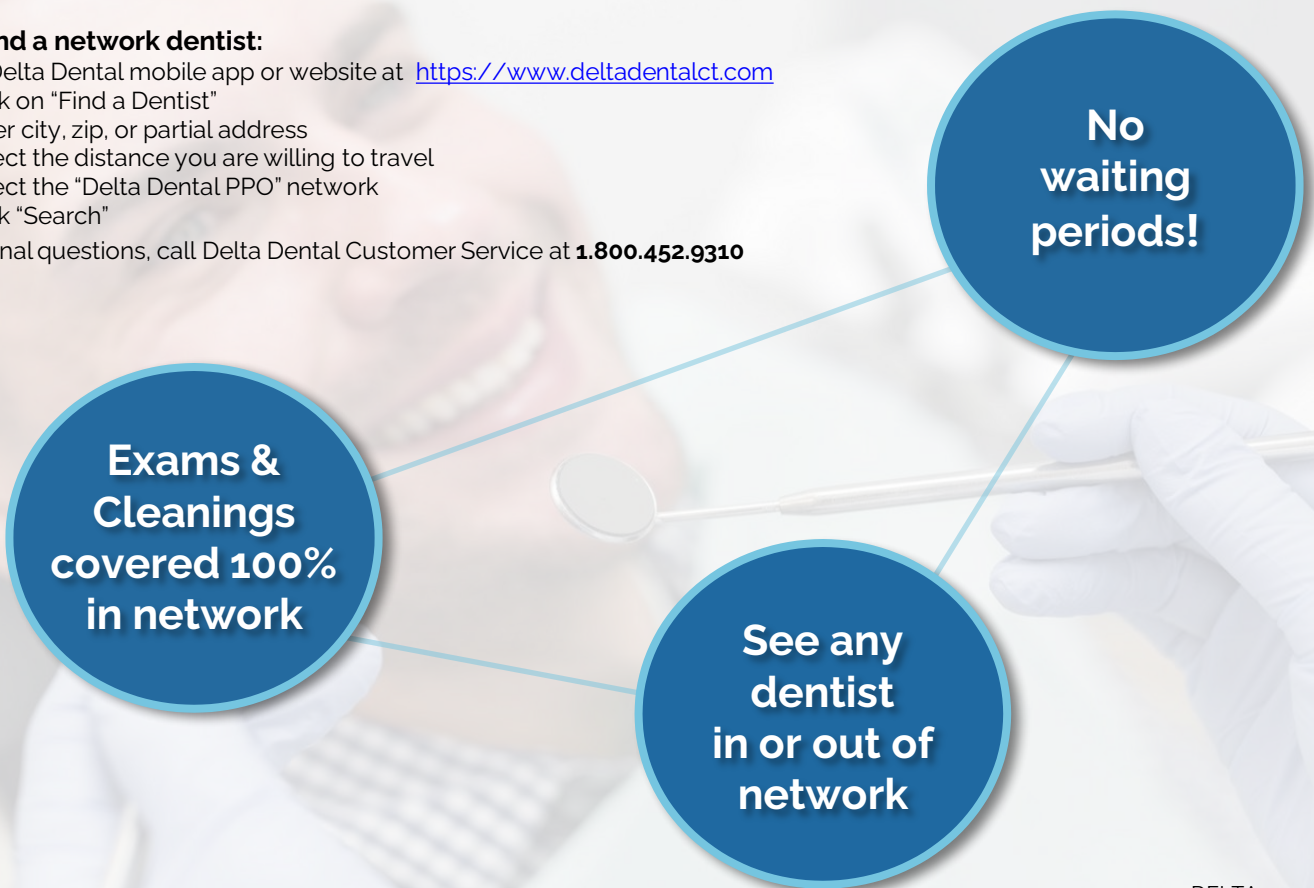 nd a network dentist:
Delta Dental mobile app or website at https://www.deltadentalct.com
k on “Find a Dentist”
er city, zip, or partial address
ect the distance you are willing to travel
ect the “Delta Dental PPO” network
k “Search”
nal questions, call Delta Dental Customer Service at 1.800.452.9310
No
waiting
periods!
Exams &
Cleanings
covered 100%
in network
See any
dentist
in or out of
network
DELTA